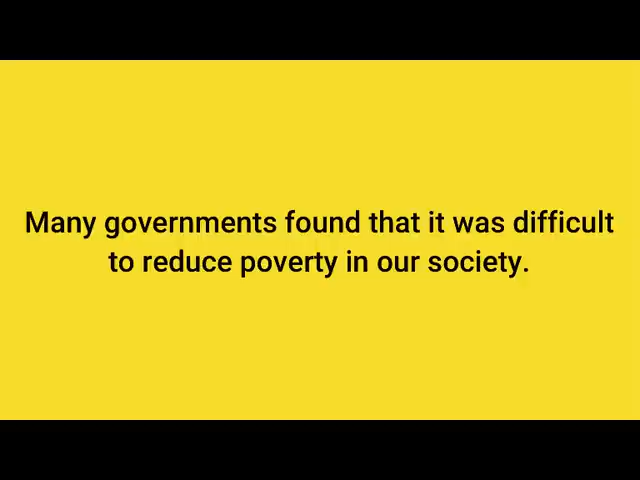 Many governments found that it was difficult
to reduce poverty in our society.